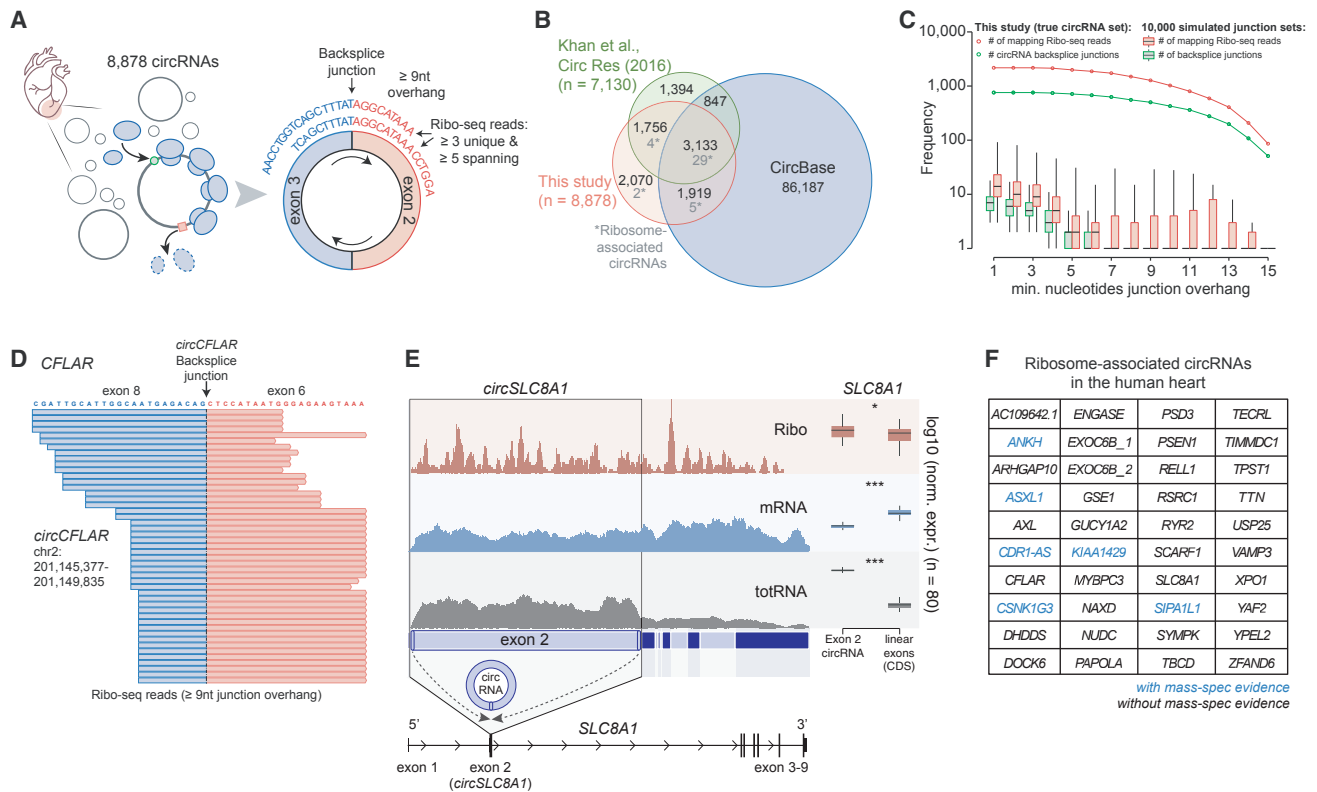 A
8,878 circRNAs
Backsplice
junction
≥ 9nt
overhang
AACCTGGTCAGCTTTATAGGCATAAA
TCAGCTTTATAGGCATAAACCTGGA
Ribo-seq reads:
≥ 3 unique &
≥ 5 spanning
exon 3
exon 2
B
Khan et al.,
Circ Res (2016)
(n = 7,130)
1,394
847
1,756
4*
3,133
29*
CircBase
86,187
This study
(n = 8,878)
2,070
2*
1,919
5*
*Ribosome-
associated
circRNAs
C
This study (true circRNA set):
# of mapping Ribo-seq reads
# circRNA backsplice junctions
10,000 simulated junction sets:
# of mapping Ribo-seq reads
# of backsplice junctions
Frequency
10,000
1,000
100
10
1
1 3 5 7 9 11 13 15
min. nucleotides junction overhang
D
CFLAR
circCFLAR
Backsplice
junction
exon 8
exon 6
CGATTGCATTGGCAATGAGACAGCTCCATAATGGGAGAAGTAAA
circCFLAR
chr2:
201,145,377-
201,149,835
Ribo-seq reads (≥ 9nt junction overhang)
E
circSLC8A1
SLC8A1
Ribo
*
mRNA
***
totRNA
***
log10 (norm. expr.) (n = 80)
exon 2
Exon 2
circRNA
linear
exons
(CDS)
circ
RNA
5’
SLC8A1
3’
exon 1
exon 2
(circSLC8A1)
exon 3-9
F
Ribosome-associated circRNAs
in the human heart
AC109642.1 ENGASE PSD3 TECRL
ANKH EXOC6B_1 PSEN1 TIMMDC1
ARHGAP10 EXOC6B_2 RELL1 TPST1
ASXL1 GSE1 RSRC1 TTN
AXL GUCY1A2 RYR2 USP25
CDR1-AS KIAA1429 SCARF1 VAMP3
CFLAR MYBPC3 SLC8A1 XPO1
CSNK1G3 NAXD SIPA1L1 YAF2
DHDDS NUDC SYMPK YPEL2
DOCK6 PAPOLA TBCD ZFAND6
with mass-spec evidence
without mass-spec evidence